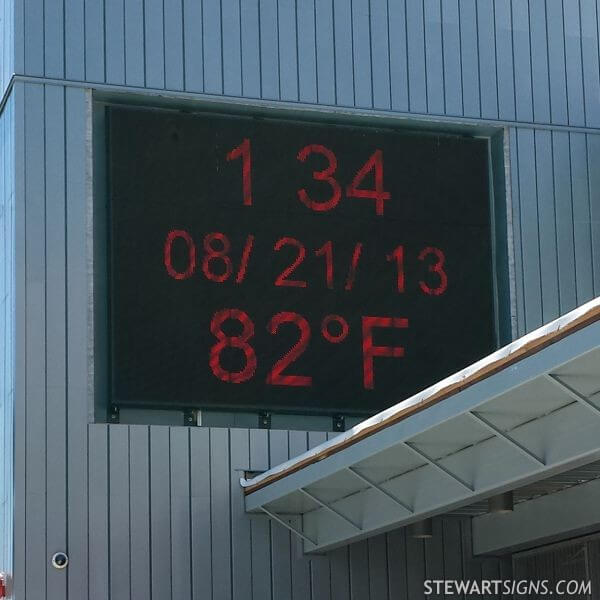 1 34
08/21/13
82°F
STEWARTSIGNS.COM